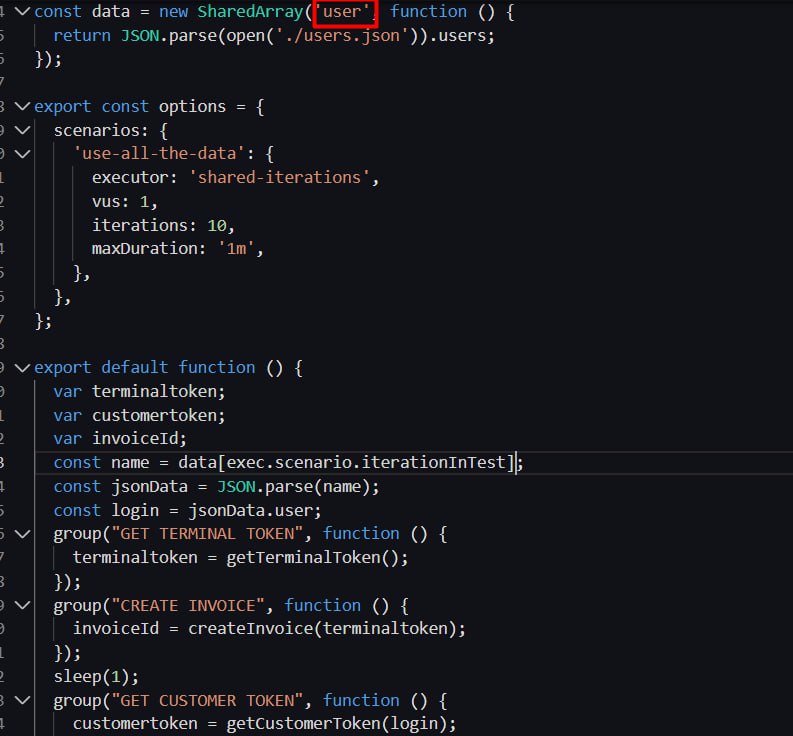 4 const data = new SharedArray('user', function () {
5 return JSON.parse(open('./users.json')).users;
6 });
7
8 export const options = {
9 scenarios: {
0 'use-all-the-data': {
1 executor: 'shared-iterations',
2 vus: 1,
3 iterations: 10,
4 maxDuration: '1m',
5 },
6 },
7 };
8
9 export default function () {
0 var terminaltoken;
1 var customertoken;
2 var invoiceId;
3 const name = data[exec.scenario.iterationInTest];
4 const jsonData = JSON.parse(name);
5 const login = jsonData.user;
6 group("GET TERMINAL TOKEN", function () {
7 terminaltoken = getTerminalToken();
8 });
9 group("CREATE INVOICE", function () {
0 invoiceId = createInvoice(terminaltoken);
1 });
2 sleep(1);
3 group("GET CUSTOMER TOKEN", function () {
4 customertoken = getCustomerToken(login);